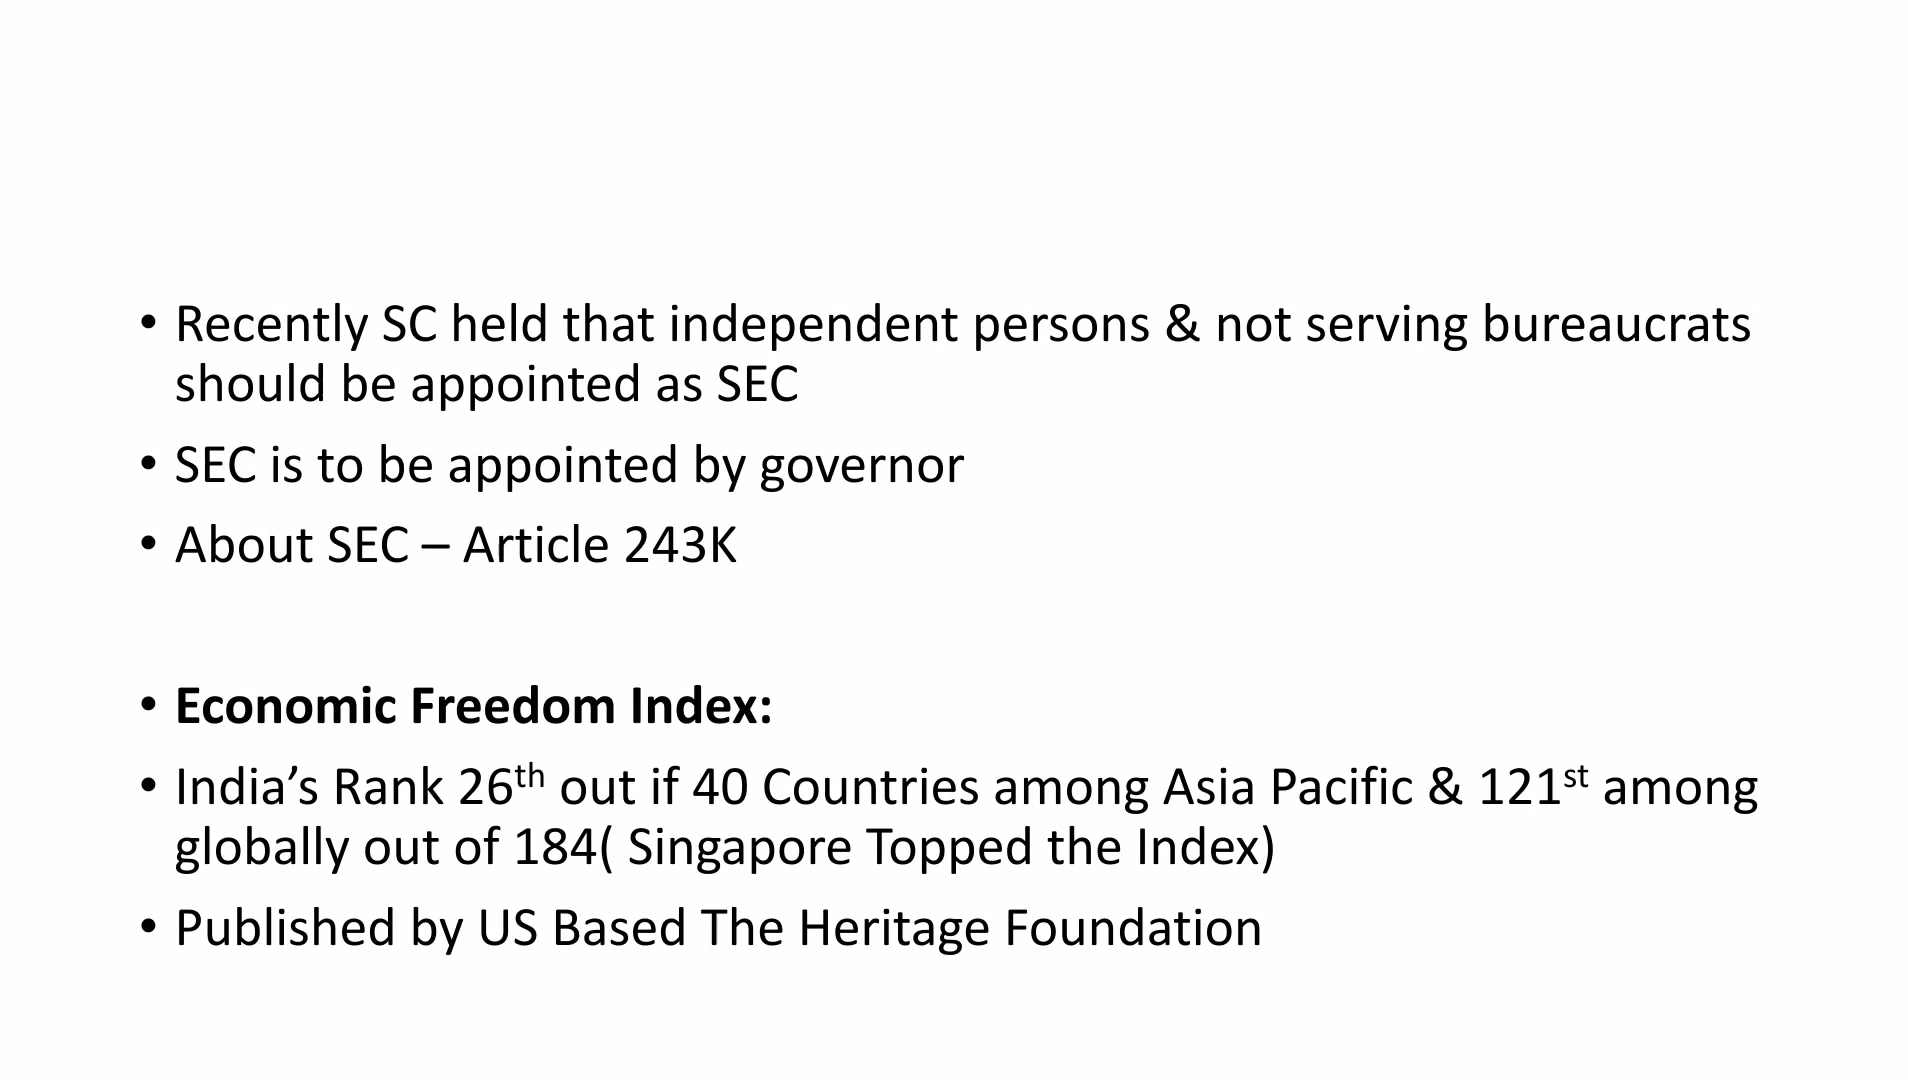 • Recently SC held that independent persons & not serving bureaucrats
should be appointed as SEC
• SEC is to be appointed by governor
• About SEC – Article 243K
• Economic Freedom Index:
• India’s Rank 26th out if 40 Countries among Asia Pacific & 121st among
globally out of 184( Singapore Topped the Index)
• Published by US Based The Heritage Foundation